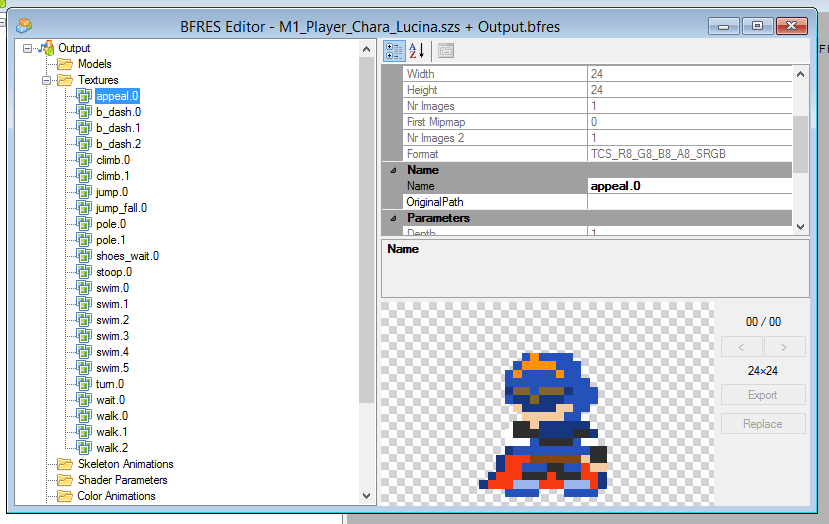 BFRES Editor - M1_Player_Chara_Lucina.szs + Output.bfres
Output
Models
Textures
appeal.0
b_dash.0
b_dash.1
b_dash.2
climb.0
climb.1
jump.0
jump_fall.0
pole.0
pole.1
shoes_wait.0
stoop.0
swim.0
swim.1
swim.2
swim.3
swim.4
swim.5
turn.0
wait.0
walk.0
walk.1
walk.2
Skeleton Animations
Shader Parameters
Color Animations
A
Z
Width 24
Height 24
Nr Images 1
First Mipmap 0
Nr Images 2 1
Format TCS_R8_G8_B8_A8_SRGB
Name
Name appeal.0
OriginalPath
Parameters
Depth 1
Name
00 / 00
< >
24×24
Export
Replace